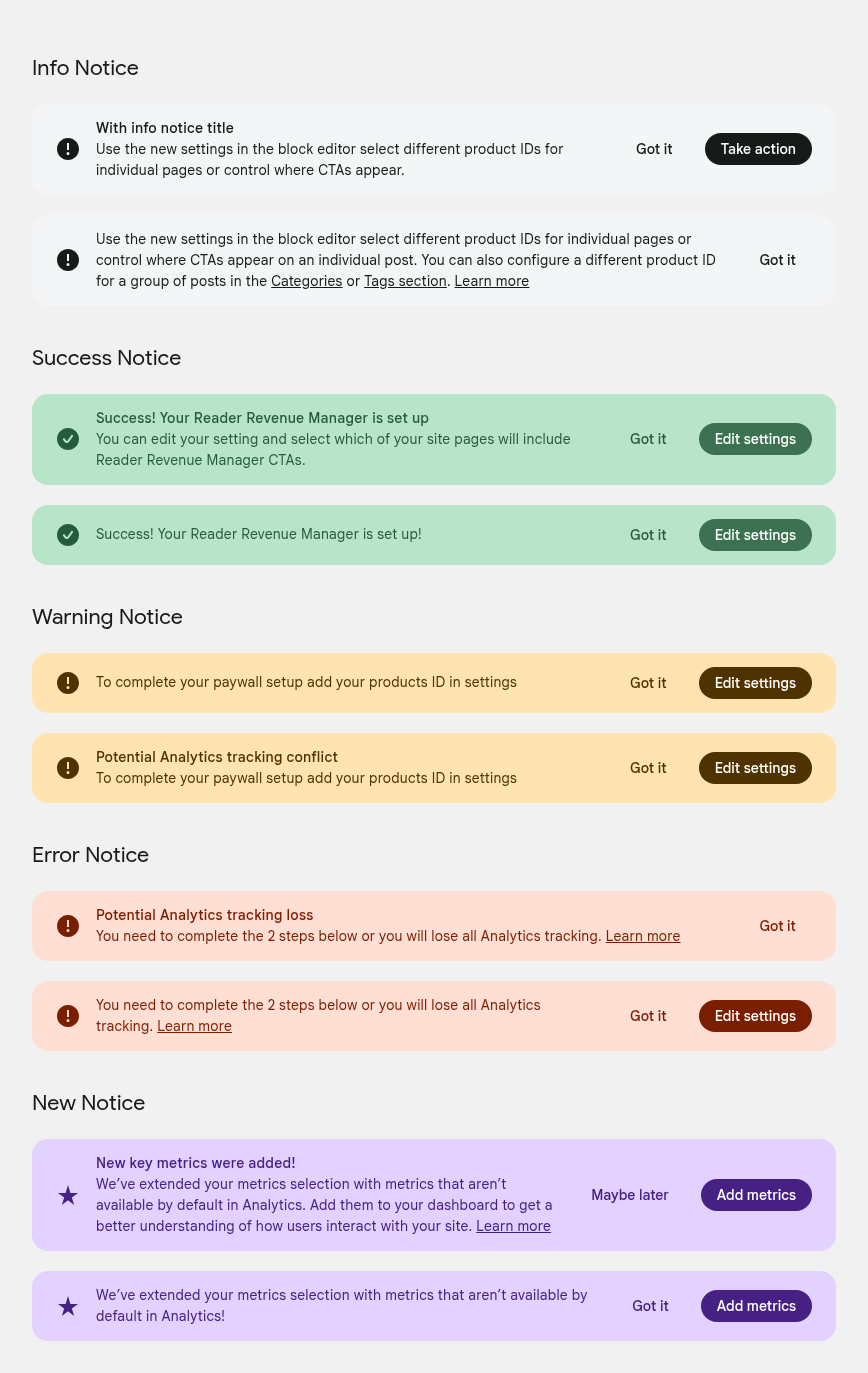 Info Notice
With info notice title
Use the new settings in the block editor select different product IDs for
individual pages or control where CTAs appear.
Got it
Take action
Use the new settings in the block editor select different product IDs for individual pages or
control where CTAs appear on an individual post. You can also configure a different product ID
for a group of posts in the Categories or Tags section. Learn more
Got it
Success Notice
Success! Your Reader Revenue Manager is set up
You can edit your setting and select which of your site pages will include
Reader Revenue Manager CTAs.
Got it
Edit settings
Success! Your Reader Revenue Manager is set up!
Got it
Edit settings
Warning Notice
To complete your paywall setup add your products ID in settings
Got it
Edit settings
Potential Analytics tracking conflict
To complete your paywall setup add your products ID in settings
Got it
Edit settings
Error Notice
Potential Analytics tracking loss
You need to complete the 2 steps below or you will lose all Analytics tracking. Learn more
Got it
You need to complete the 2 steps below or you will lose all Analytics
tracking. Learn more
Got it
Edit settings
New Notice
New key metrics were added!
We’ve extended your metrics selection with metrics that aren’t
available by default in Analytics. Add them to your dashboard to get a
better understanding of how users interact with your site. Learn more
Maybe later
Add metrics
We’ve extended your metrics selection with metrics that aren’t available by
default in Analytics!
Got it
Add metrics